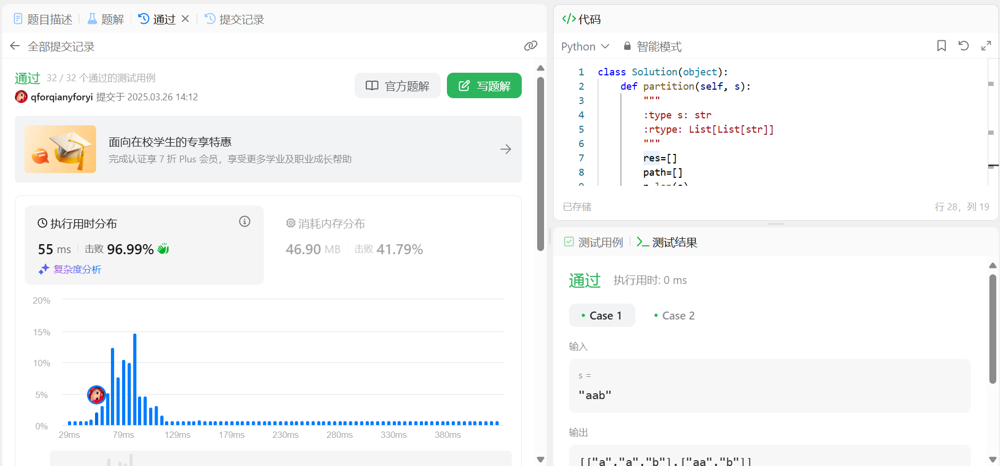 题目描述 题解 通过 提交记录
全部提交记录
通过 32 / 32 个通过的测试用例
qforqianyforyi 提交于 2025.03.26 14:12
官方题解 写题解
面向在校学生的专享特惠
完成认证享 7 折 Plus 会员，享受更多学业及职业成长帮助
执行用时分布
55 ms 击败 96.99%
复杂度分析
消耗内存分布
46.90 MB 击败 41.79%
20%
15%
10%
5%
0%
29ms 79ms 129ms 179ms 230ms 280ms 330ms 380ms
代码
Python 智能模式
1 class Solution(object):
2 def partition(self, s):
3 """
4 :type s: str
5 :rtype: List[List[str]]
6 """
7 res=[]
8 path=[]
已存储 行 28，列 19
测试用例 测试结果
通过 执行用时: 0 ms
Case 1 Case 2
输入
s =
"aab"
输出
[["a","a","b"],["aa","b"]]